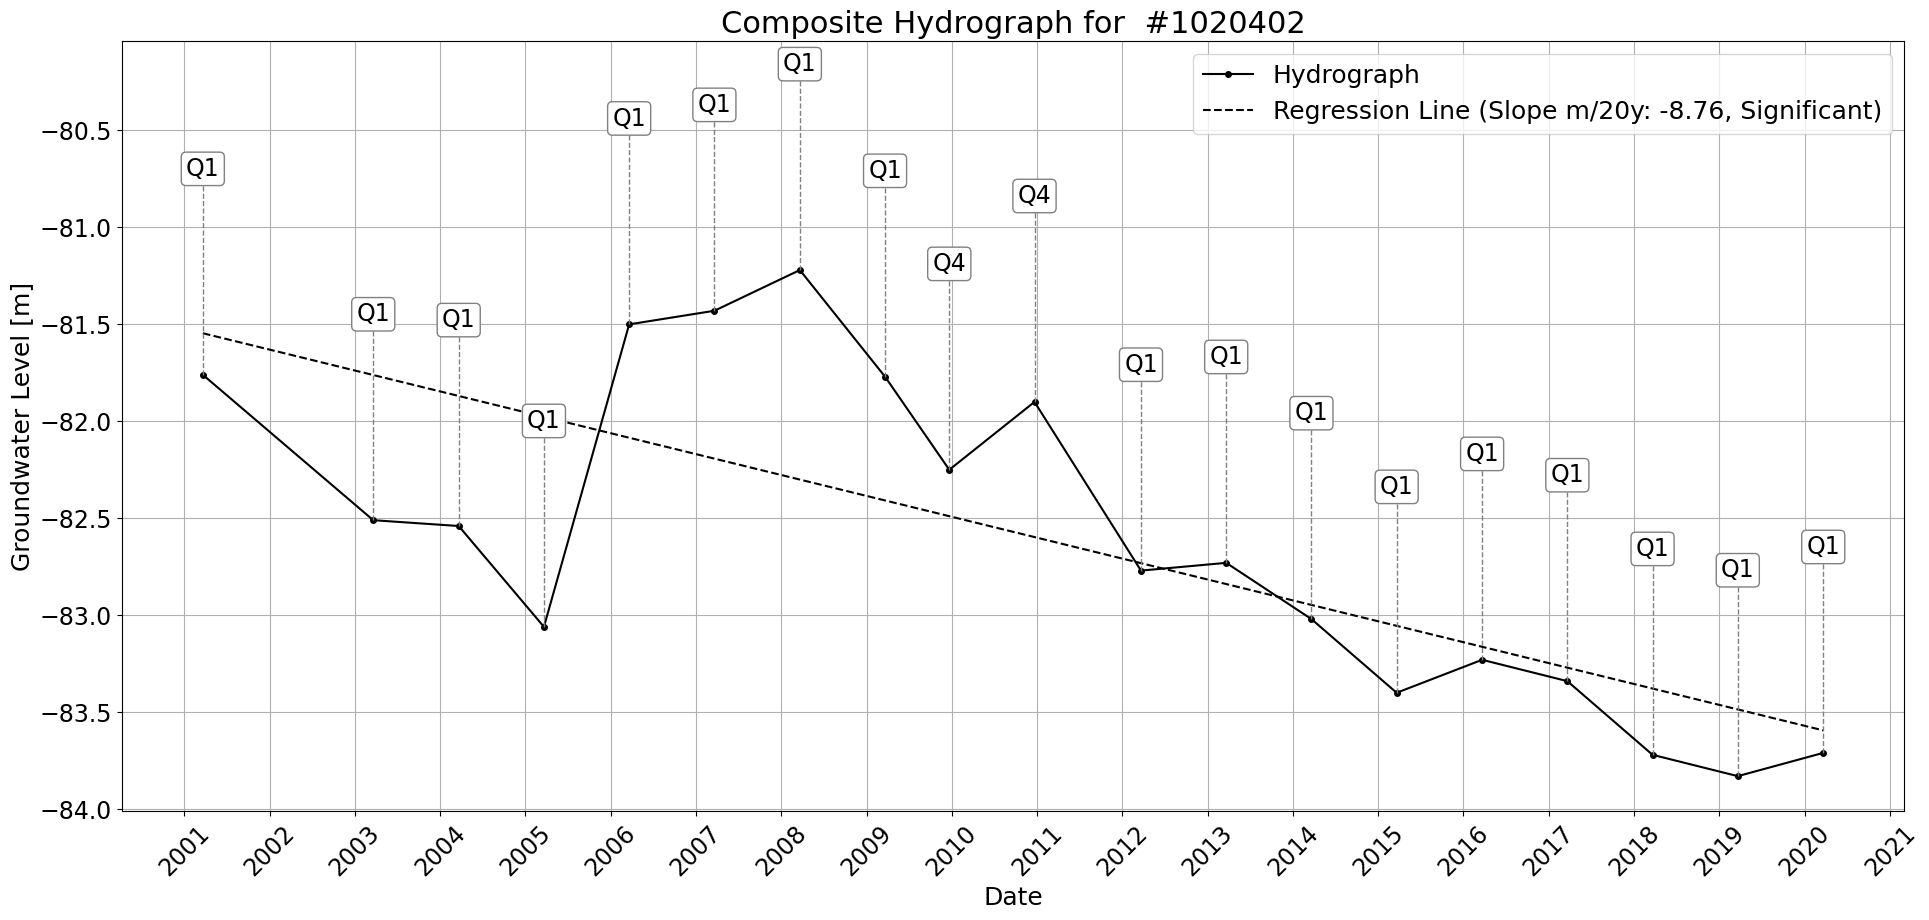 Composite Hydrograph for  #1020402
Hydrograph
Regression Line (Slope m/20y: -8.76, Significant)
Groundwater Level [m]
−80.5
−81.0
−81.5
−82.0
−82.5
−83.0
−83.5
−84.0
Q1
Q1
Q1
Q1
Q1
Q1
Q1
Q1
Q4
Q4
Q1
Q1
Q1
Q1
Q1
Q1
Q1
Q1
Q1
2001
2002
2003
2004
2005
2006
2007
2008
2009
2010
2011
2012
2013
2014
2015
2016
2017
2018
2019
2020
2021
Date